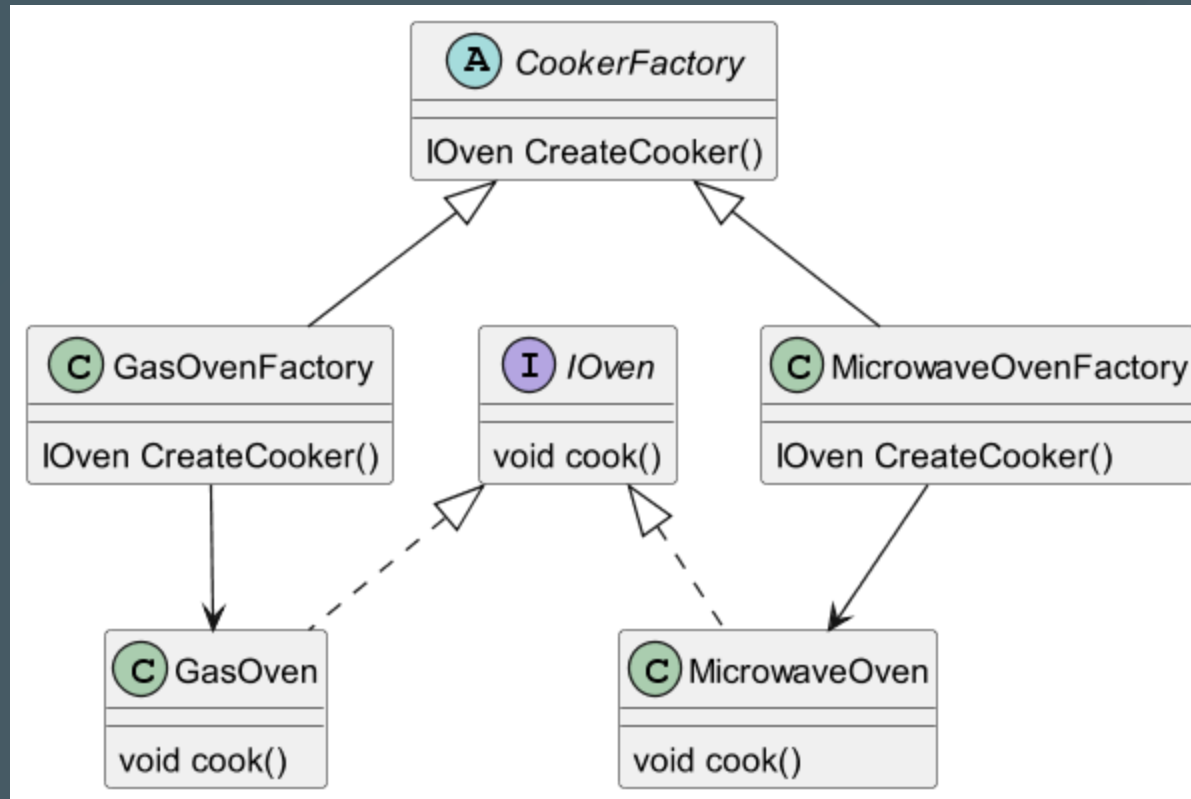 A CookerFactory
IOven CreateCooker()
C GasOvenFactory
IOven CreateCooker()
I IOven
void cook()
C MicrowaveOvenFactory
IOven CreateCooker()
C GasOven
void cook()
C MicrowaveOven
void cook()